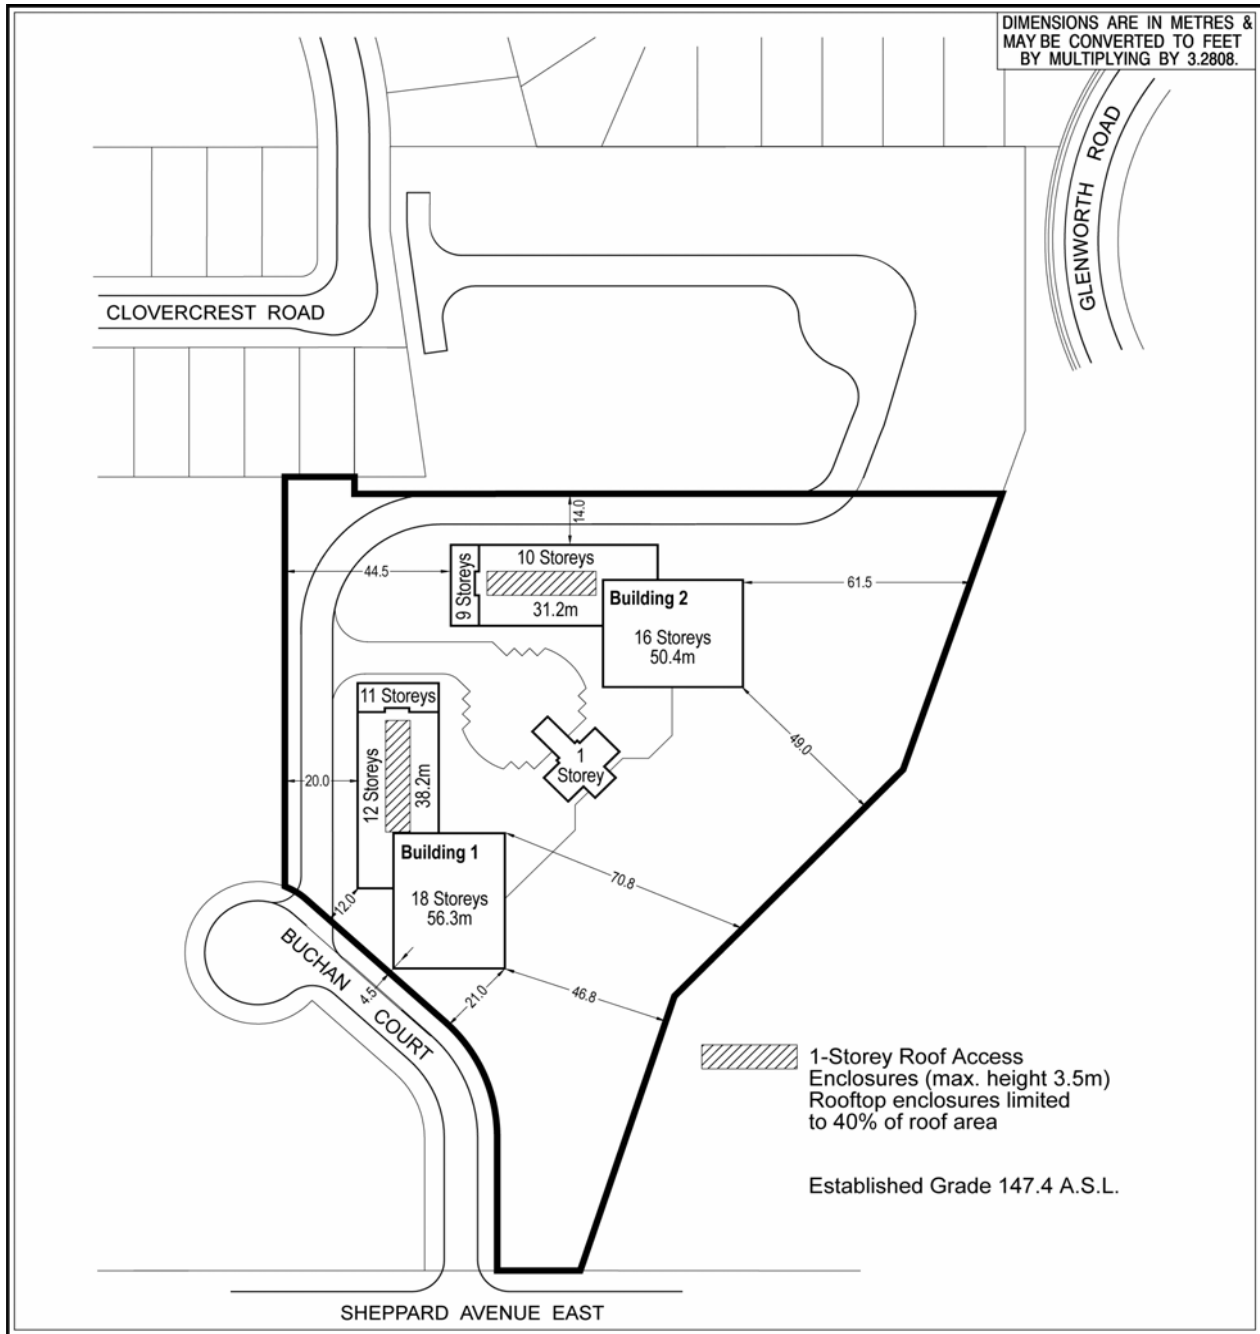 DIMENSIONS ARE IN METRES &
MAY BE CONVERTED TO FEET
BY MULTIPLYING BY 3.2808.
GLENWORTH ROAD
CLOVERCREST ROAD
14.0
44.5
9 Storeys
10 Storeys
31.2m
61.5
Building 2
16 Storeys
50.4m
11 Storeys
20.0
12 Storeys
38.2m
1
Storey
49.0
Building 1
18 Storeys
56.3m
70.8
12.0
4.5
21.0
46.8
BUCHAN COURT
1-Storey Roof Access
Enclosures (max. height 3.5m)
Rooftop enclosures limited
to 40% of roof area
Established Grade 147.4 A.S.L.
SHEPPARD AVENUE EAST